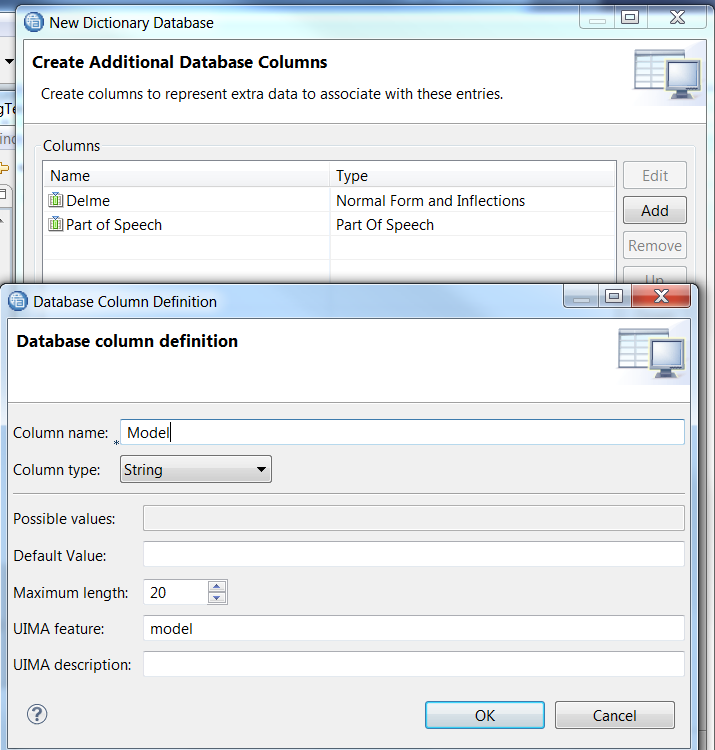 New Dictionary Database
Create Additional Database Columns
Create columns to represent extra data to associate with these entries.
Columns
Name Type Edit
Delme Normal Form and Inflections Add
Part of Speech Part Of Speech
Remove
Up
Database Column Definition
Database column definition
Column name: * Model
Column type: String
Possible values:
Default Value:
Maximum length: 20
UIMA feature: model
UIMA description:
? OK Cancel